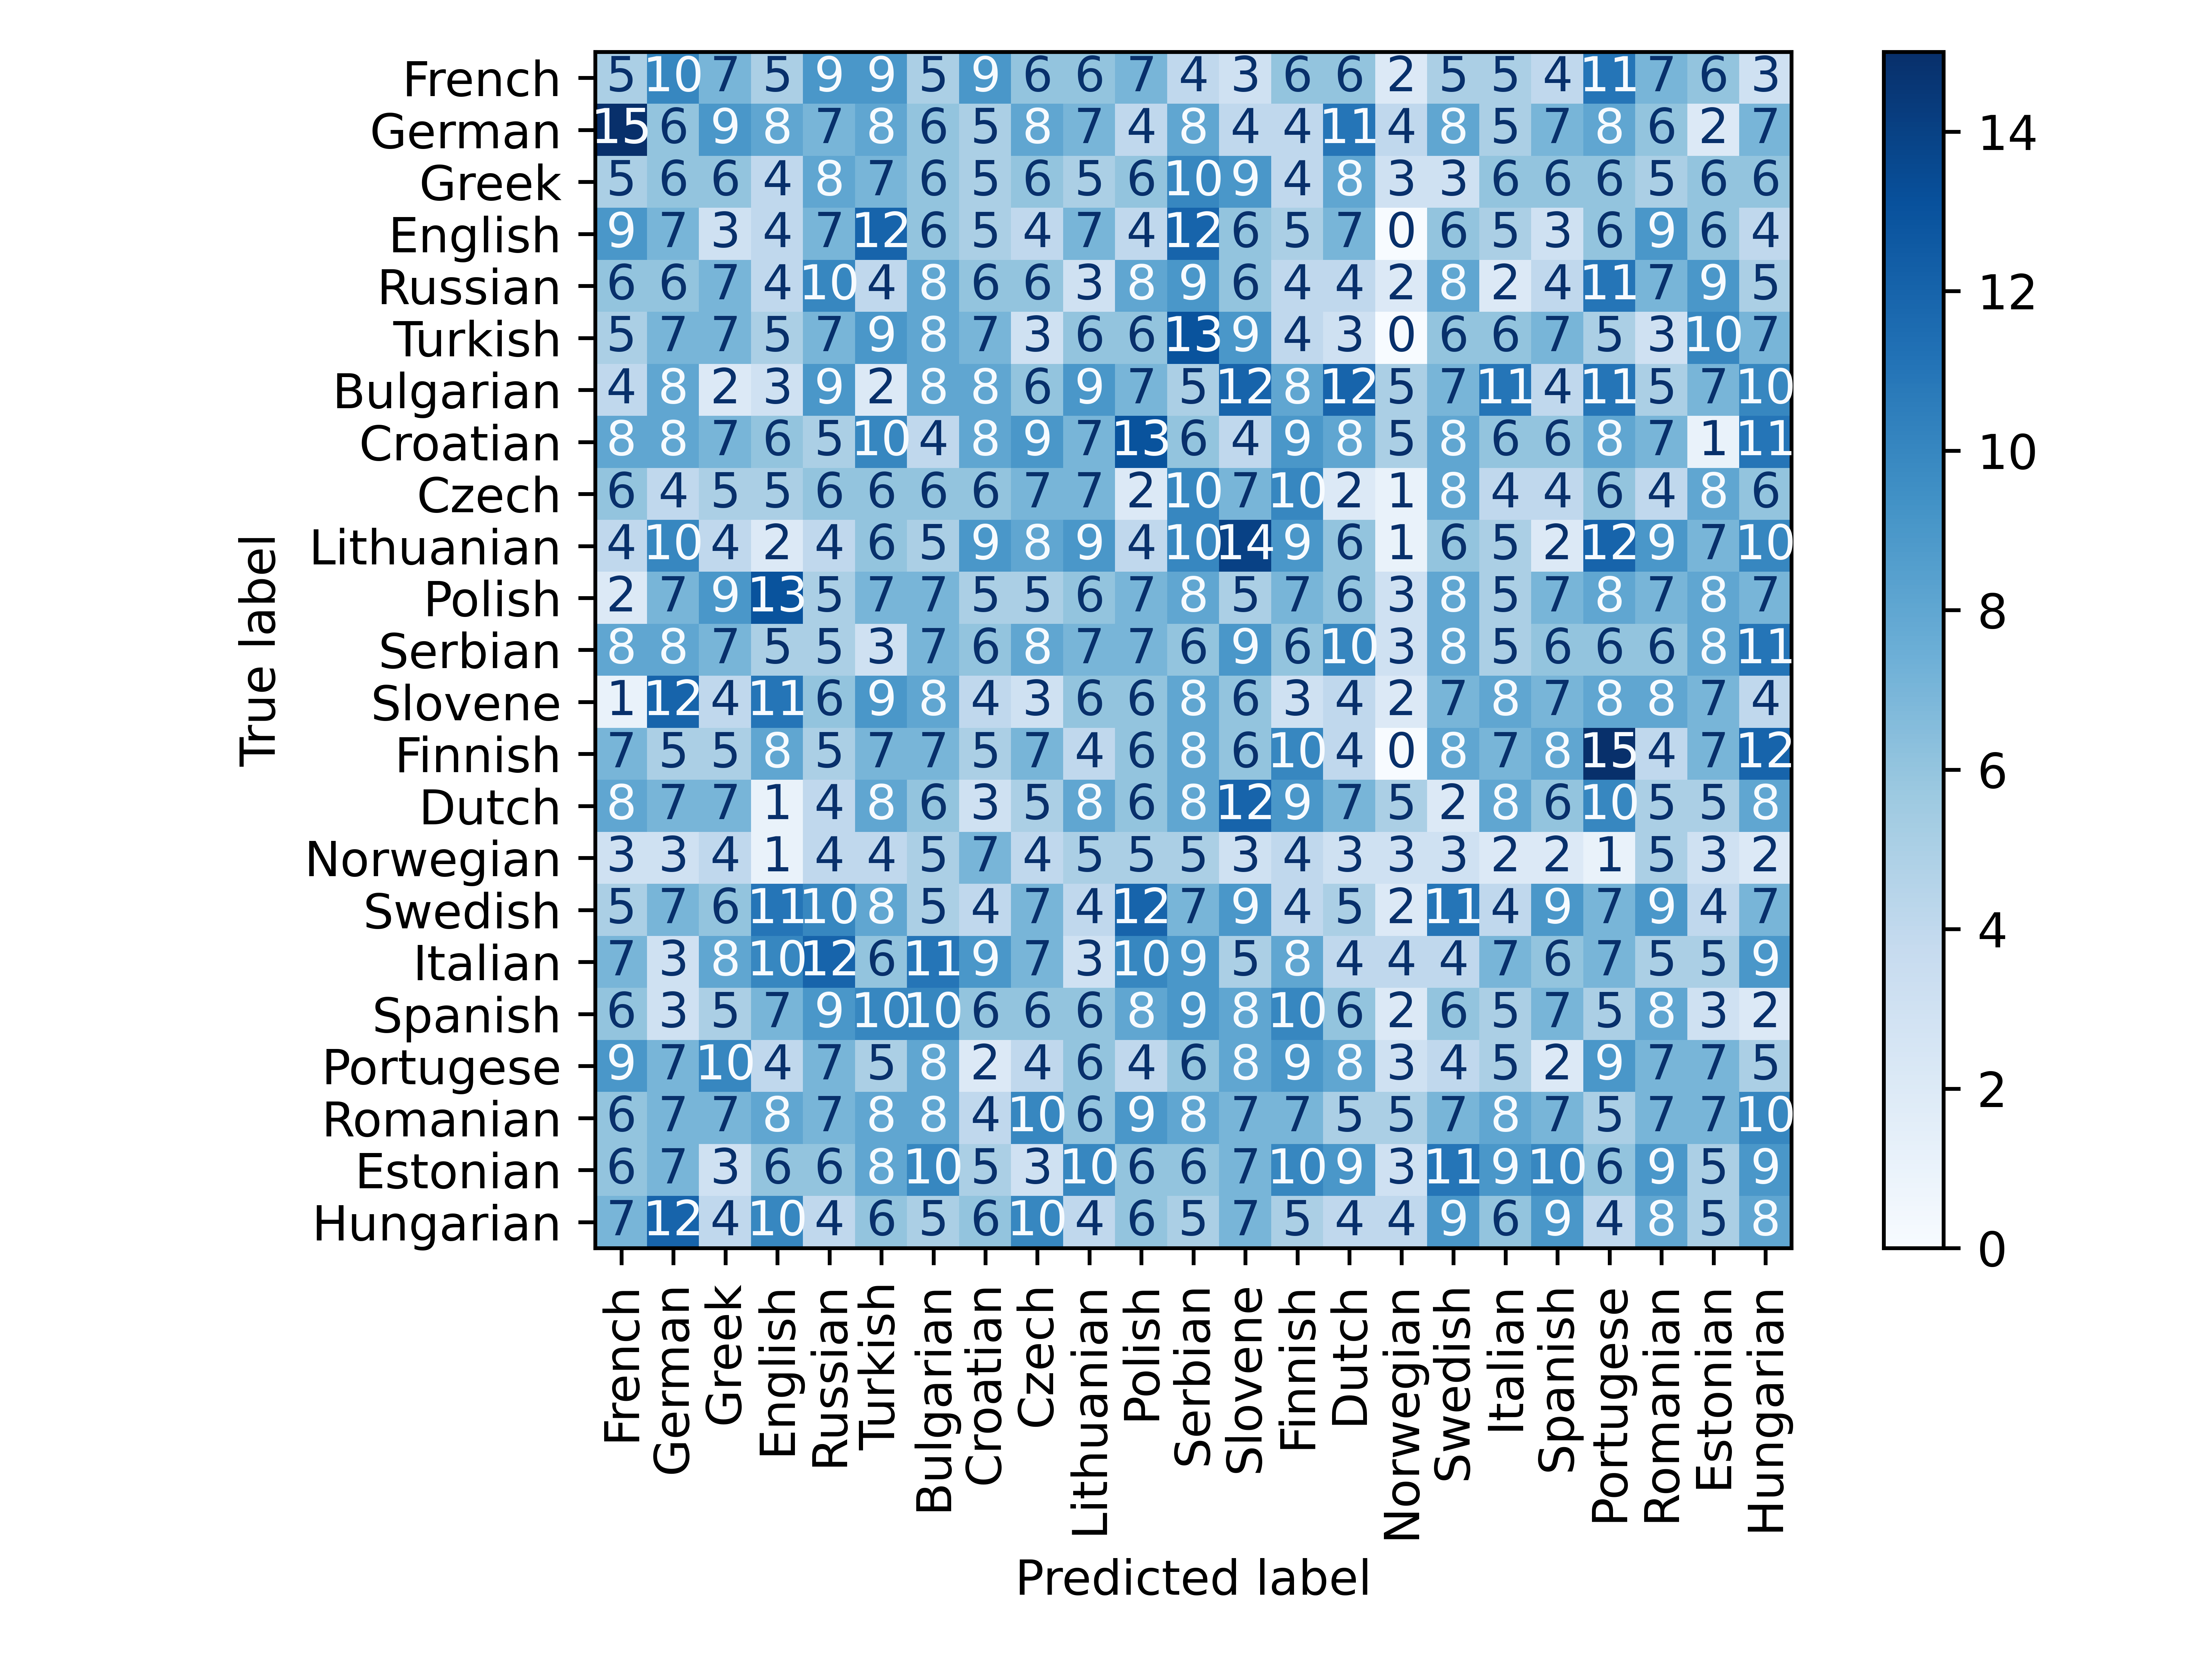 French 5 10 7 5 9 9 5 9 6 6 7 4 3 6 6 2 5 5 4 11 7 6 3
German 15 6 9 8 7 8 6 5 8 7 4 8 4 4 11 4 8 5 7 8 6 2 7
Greek 5 6 6 4 8 7 6 5 6 5 6 10 9 4 8 3 3 6 6 6 5 6 6
English 9 7 3 4 7 12 6 5 4 7 4 12 6 5 7 0 6 5 3 6 9 6 4
Russian 6 6 7 4 10 4 8 6 6 3 8 9 6 4 4 2 8 2 4 11 7 9 5
Turkish 5 7 7 5 7 9 8 7 3 6 6 13 9 4 3 0 6 6 7 5 3 10 7
Bulgarian 4 8 2 3 9 2 8 8 6 9 7 5 12 8 12 5 7 11 4 11 5 7 10
Croatian 8 8 7 6 5 10 4 8 9 7 13 6 4 9 8 5 8 6 6 8 7 1 11
Czech 6 4 5 5 6 6 6 6 7 7 2 10 7 10 2 1 8 4 4 6 4 8 6
Lithuanian 4 10 4 2 4 6 5 9 8 9 4 10 14 9 6 1 6 5 2 12 9 7 10
Polish 2 7 9 13 5 7 7 5 5 6 7 8 5 7 6 3 8 5 7 8 7 8 7
Serbian 8 8 7 5 5 3 7 6 8 7 7 6 9 6 10 3 8 5 6 6 6 8 11
Slovene 1 12 4 11 6 9 8 4 3 6 6 8 6 3 4 2 7 8 7 8 8 7 4
Finnish 7 5 5 8 5 7 7 5 7 4 6 8 6 10 4 0 8 7 8 15 4 7 12
Dutch 8 7 7 1 4 8 6 3 5 8 6 8 12 9 7 5 2 8 6 10 5 5 8
Norwegian 3 3 4 1 4 4 5 7 4 5 5 5 3 4 3 3 3 2 2 1 5 3 2
Swedish 5 7 6 11 10 8 5 4 7 4 12 7 9 4 5 2 11 4 9 7 9 4 7
Italian 7 3 8 10 12 6 11 9 7 3 10 9 5 8 4 4 4 7 6 7 5 5 9
Spanish 6 3 5 7 9 10 10 6 6 6 8 9 8 10 6 2 6 5 7 5 8 3 2
Portugese 9 7 10 4 7 5 8 2 4 6 4 6 8 9 8 3 4 5 2 9 7 7 5
Romanian 6 7 7 8 7 8 8 4 10 6 9 8 7 7 5 5 7 8 7 5 7 7 10
Estonian 6 7 3 6 6 8 10 5 3 10 6 6 7 10 9 3 11 9 10 6 9 5 9
Hungarian 7 12 4 10 4 6 5 6 10 4 6 5 7 5 4 4 9 6 9 4 8 5 8
True label
French German Greek English Russian Turkish Bulgarian Croatian Czech Lithuanian Polish Serbian Slovene Finnish Dutch Norwegian Swedish Italian Spanish Portugese Romanian Estonian Hungarian
Predicted label
14
12
10
8
6
4
2
0